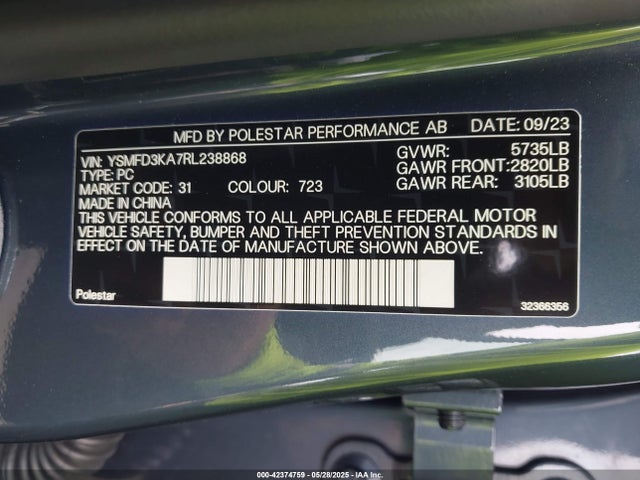 MFD BY POLESTAR PERFORMANCE AB DATE: 09/23
VIN: YSMFD3KA7RL238868 GVWR: 5735LB
TYPE: PC GAWR FRONT: 2820LB
MARKET CODE: 31 COLOUR: 723 GAWR REAR: 3105LB
MADE IN CHINA
THIS VEHICLE CONFORMS TO ALL APPLICABLE FEDERAL MOTOR
VEHICLE SAFETY, BUMPER AND THEFT PREVENTION STANDARDS IN
EFFECT ON THE DATE OF MANUFACTURE SHOWN ABOVE.
Polestar 32366356
000-42374759 - 05/28/2025 - IAA Inc.